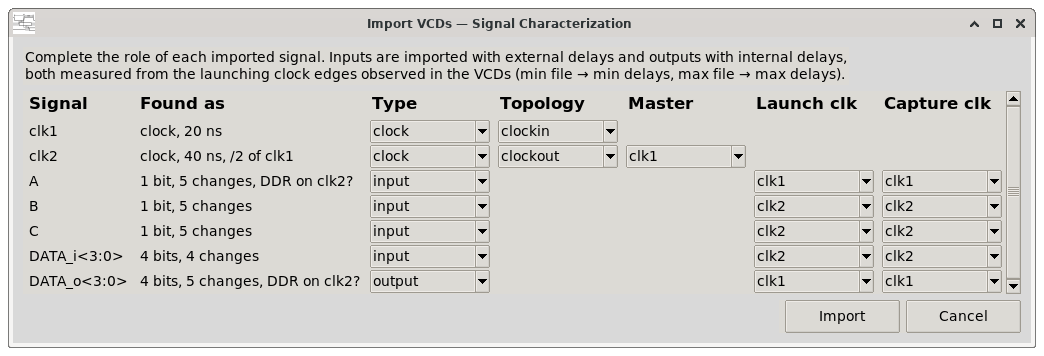 Import VCDs — Signal Characterization
Complete the role of each imported signal. Inputs are imported with external delays and outputs with internal delays,
both measured from the launching clock edges observed in the VCDs (min file → min delays, max file → max delays).
Signal Found as Type Topology Master Launch clk Capture clk
clk1 clock, 20 ns clock clockin
clk2 clock, 40 ns, /2 of clk1 clock clockout clk1
A 1 bit, 5 changes, DDR on clk2? input clk1 clk1
B 1 bit, 5 changes input clk2 clk2
C 1 bit, 5 changes input clk2 clk2
DATA_i<3:0> 4 bits, 4 changes input clk2 clk2
DATA_o<3:0> 4 bits, 5 changes, DDR on clk2? output clk1 clk1
Import Cancel